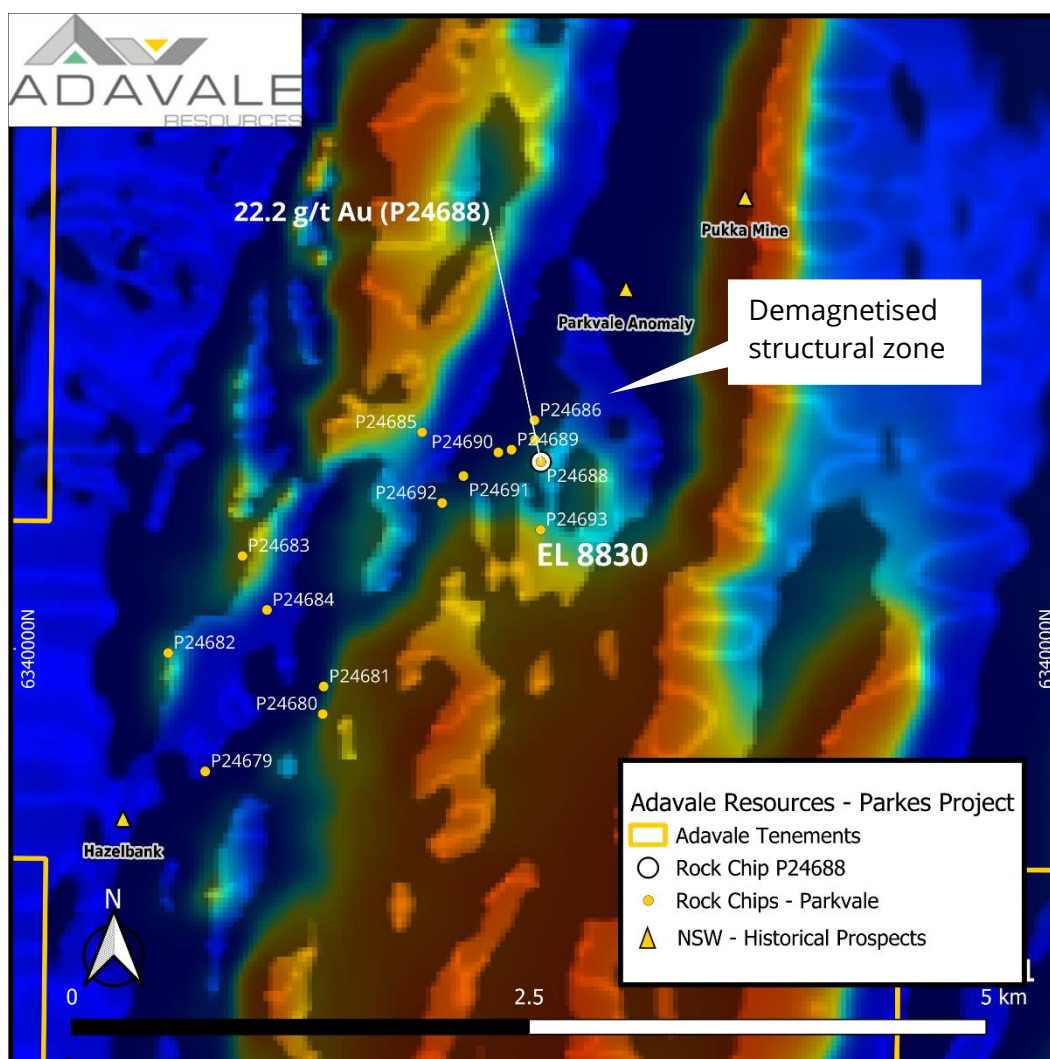 ADAVALE
RESOURCES
22.2 g/t Au (P24688)
Pukka Mine
Parkvale Anomaly
Demagnetised
structural zone
P24686
P24685
P24690
P24689
P24688
P24691
P24692
P24693
EL 8830
P24683
P24684
P24682
P24681
P24680
P24679
6340000N
6340000N
Hazelbank
N
Adavale Resources - Parkes Project
Adavale Tenements
Rock Chip P24688
Rock Chips - Parkvale
NSW - Historical Prospects
0
2.5
5 km